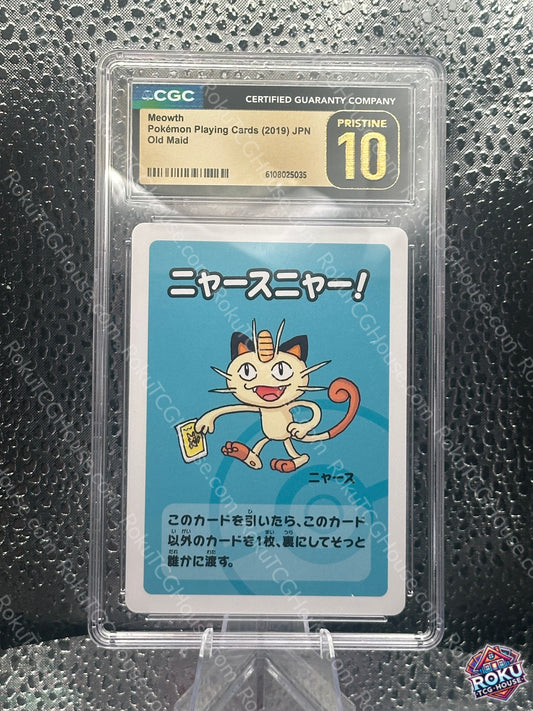 CGC
CERTIFIED GUARANTY COMPANY
Meowth
Pokémon Playing Cards (2019) JPN
Old Maid
6108025035
PRISTINE
10
ニャースニャー!
ニャース
このカードを引いたら、このカード
以外のカードを1枚、裏にしてそっと
誰かに渡す。
RokuTCGHouse.com
ROKU
TCG HOUSE